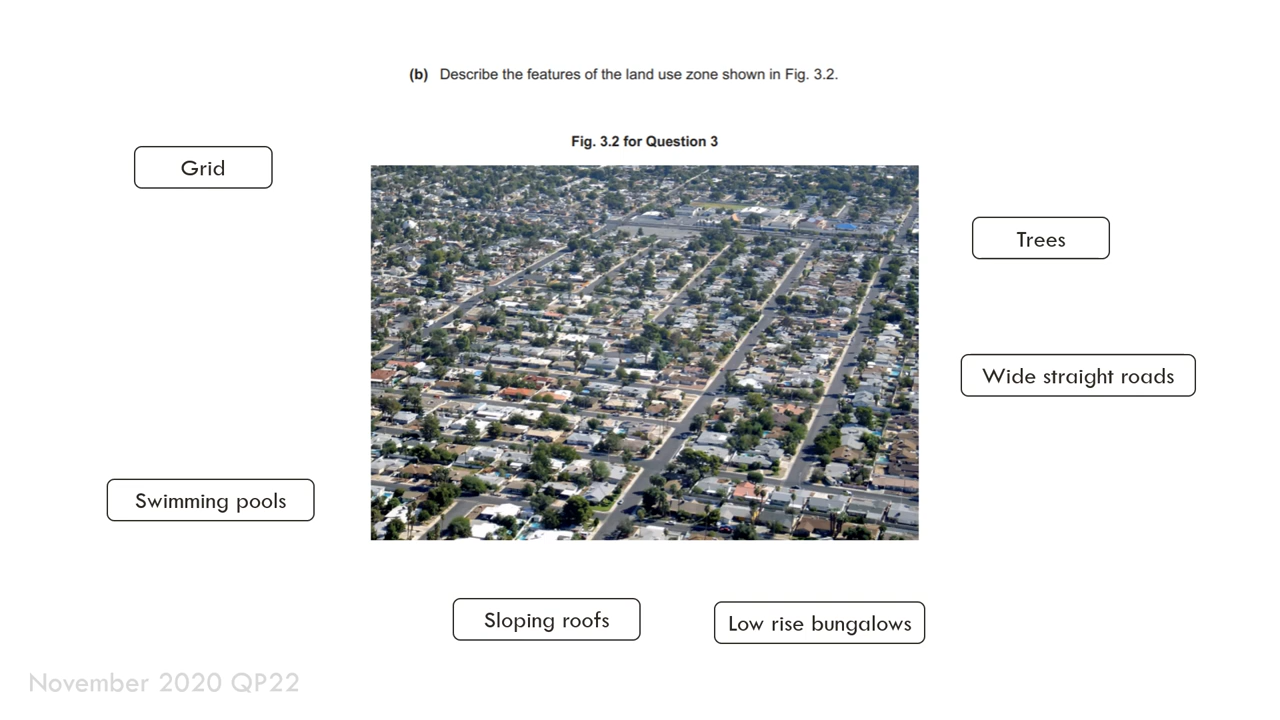 (b) Describe the features of the land use zone shown in Fig. 3.2.
Fig. 3.2 for Question 3
Grid
Trees
Wide straight roads
Swimming pools
Sloping roofs
Low rise bungalows
November 2020 QP22